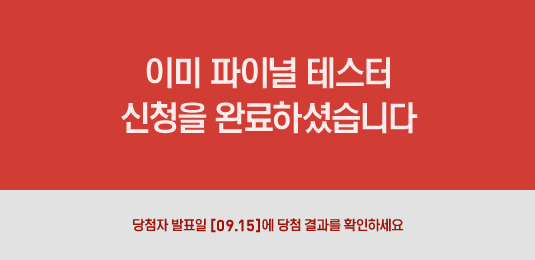 이미 파이널 테스터
신청을 완료하셨습니다
당첨자 발표일 [09.15]에 당첨 결과를 확인하세요